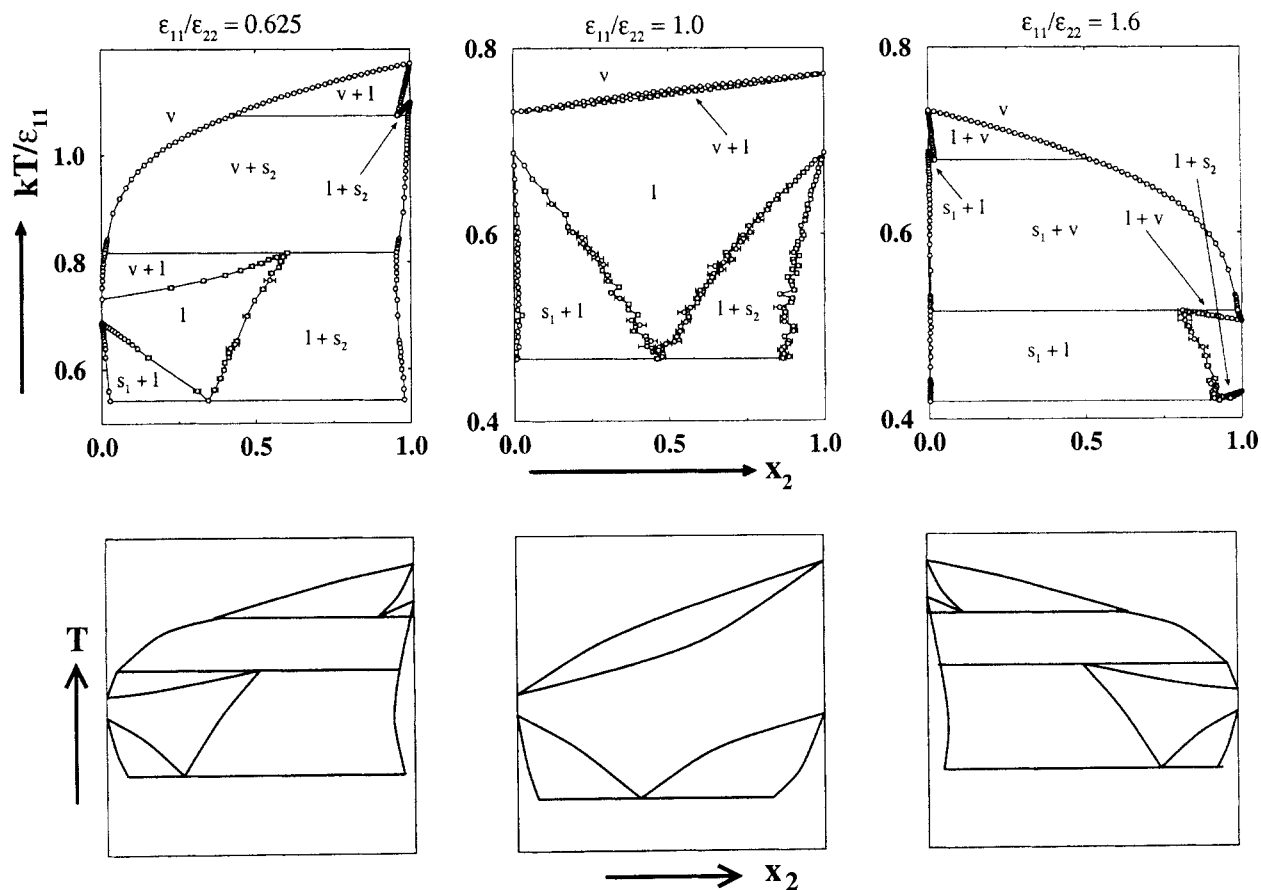 ε₁₁/ε₂₂ = 0.625
ε₁₁/ε₂₂ = 1.0
ε₁₁/ε₂₂ = 1.6
kT/ε₁₁
1.0
0.8
0.6
v
v + l
v + s₂
l + s₂
v + l
l
l + s₂
s₁ + l
0.0
0.5
1.0
0.8
0.6
0.4
v
v + l
l
s₁ + l
l + s₂
0.0
0.5
1.0
x₂
0.8
0.6
0.4
v
l + v
l + s₂
s₁ + l
l + v
s₁ + v
s₁ + l
0.0
0.5
1.0
T
x₂